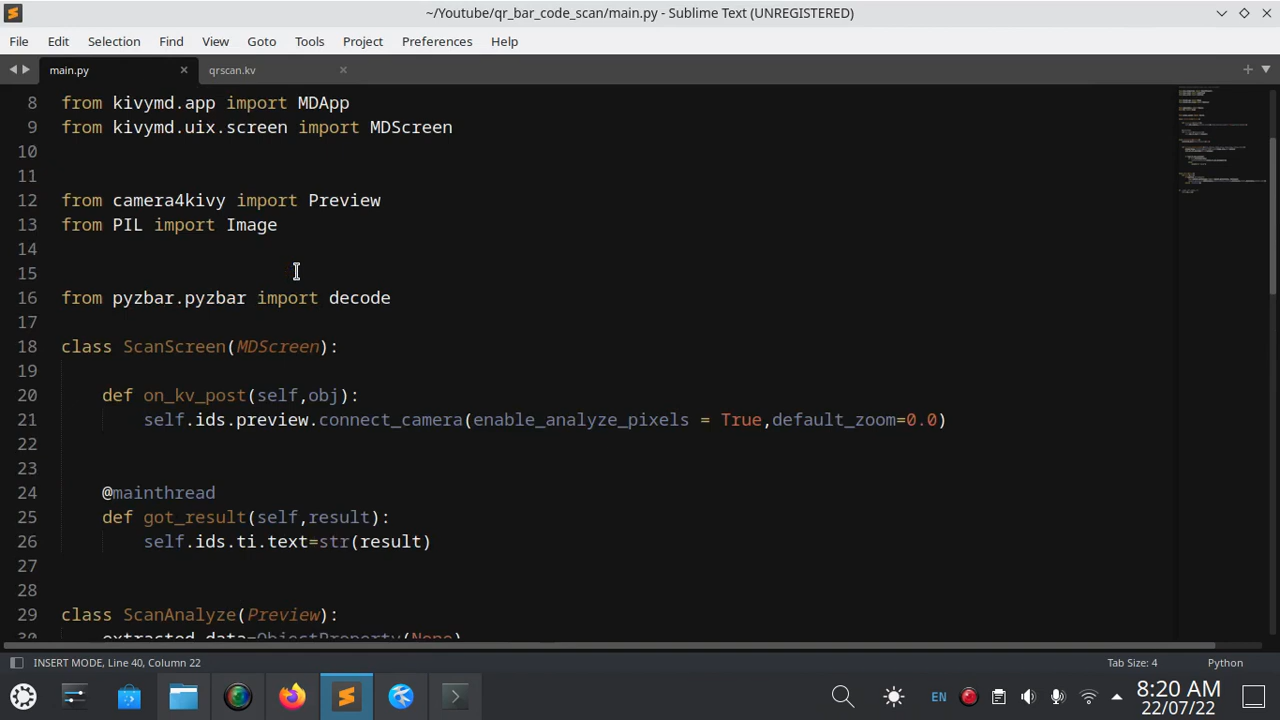 ~/Youtube/qr_bar_code_scan/main.py - Sublime Text (UNREGISTERED)
File Edit Selection Find View Goto Tools Project Preferences Help
main.py qrscan.kv
8 from kivymd.app import MDApp
9 from kivymd.uix.screen import MDScreen
10
11
12 from camera4kivy import Preview
13 from PIL import Image
14
15
16 from pyzbar.pyzbar import decode
17
18 class ScanScreen(MDScreen):
19
20 def on_kv_post(self,obj):
21 self.ids.preview.connect_camera(enable_analyze_pixels = True,default_zoom=0.0)
22
23
24 @mainthread
25 def got_result(self,result):
26 self.ids.ti.text=str(result)
27
28
29 class ScanAnalyze(Preview):
30 extracted_data=ObjectProperty(None)
INSERT MODE, Line 40, Column 22 Tab Size: 4 Python
EN 8:20 AM
22/07/22